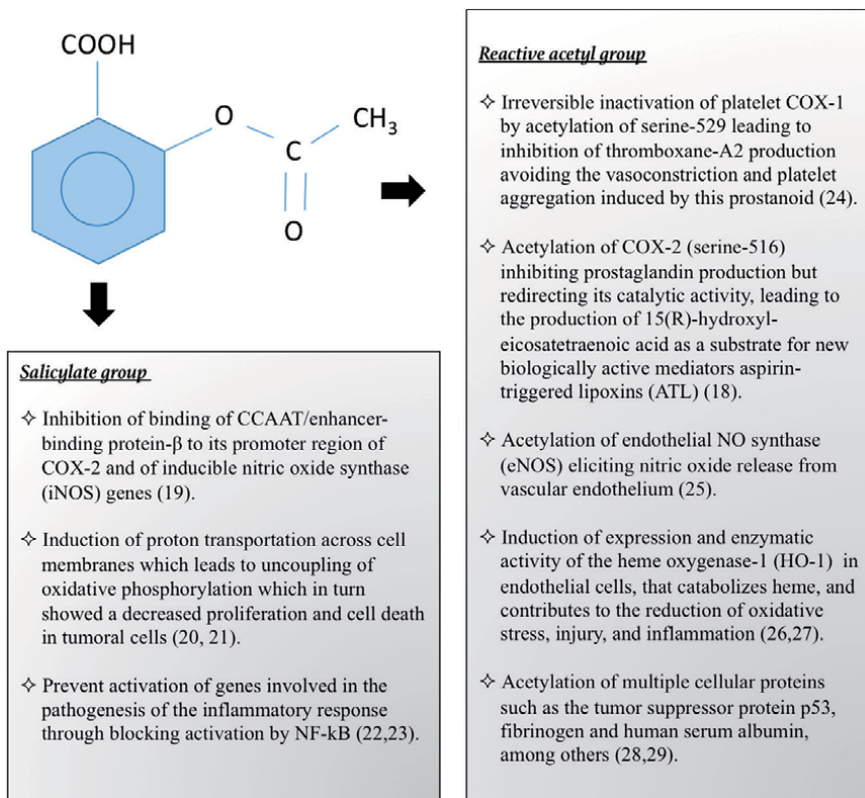 COOH
O
CH3
C
O
Salicylate group
✧ Inhibition of binding of CCAAT/enhancer-
binding protein-β to its promoter region of
COX-2 and of inducible nitric oxide synthase
(iNOS) genes (19).
✧ Induction of proton transportation across cell
membranes which leads to uncoupling of
oxidative phosphorylation which in turn
showed a decreased proliferation and cell death
in tumoral cells (20, 21).
✧ Prevent activation of genes involved in the
pathogenesis of the inflammatory response
through blocking activation by NF-kB (22,23).
Reactive acetyl group
✧ Irreversible inactivation of platelet COX-1
by acetylation of serine-529 leading to
inhibition of thromboxane-A2 production
avoiding the vasoconstriction and platelet
aggregation induced by this prostanoid (24).
✧ Acetylation of COX-2 (serine-516)
inhibiting prostaglandin production but
redirecting its catalytic activity, leading to
the production of 15(R)-hydroxyl-
eicosatetraenoic acid as a substrate for new
biologically active mediators aspirin-
triggered lipoxins (ATL) (18).
✧ Acetylation of endothelial NO synthase
(eNOS) eliciting nitric oxide release from
vascular endothelium (25).
✧ Induction of expression and enzymatic
activity of the heme oxygenase-1 (HO-1) in
endothelial cells, that catabolizes heme, and
contributes to the reduction of oxidative
stress, injury, and inflammation (26,27).
✧ Acetylation of multiple cellular proteins
such as the tumor suppressor protein p53,
fibrinogen and human serum albumin,
among others (28,29).